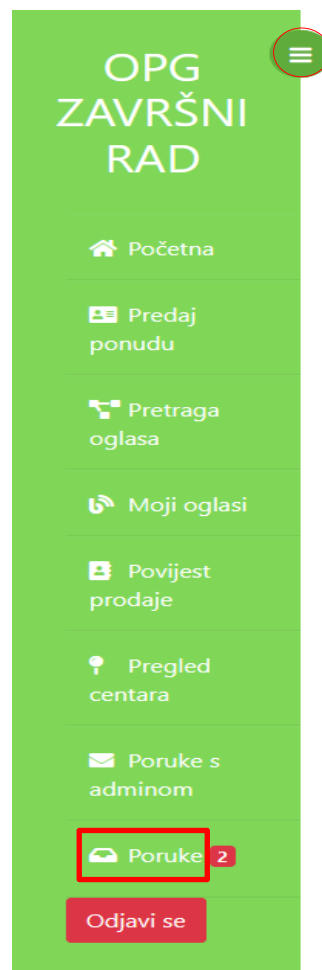 OPG
ZAVRŠNI
RAD
Početna
Predaj
ponudu
Pretraga
oglasa
Moji oglasi
Povijest
prodaje
Pregled
centara
Poruke s
adminom
Poruke 2
Odjavi se